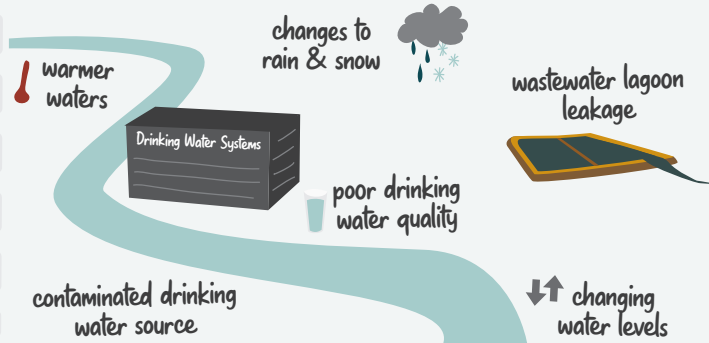 changes to
rain & snow
warmer
waters
wastewater lagoon
leakage
Drinking Water Systems
poor drinking
water quality
contaminated drinking
water source
changing
water levels